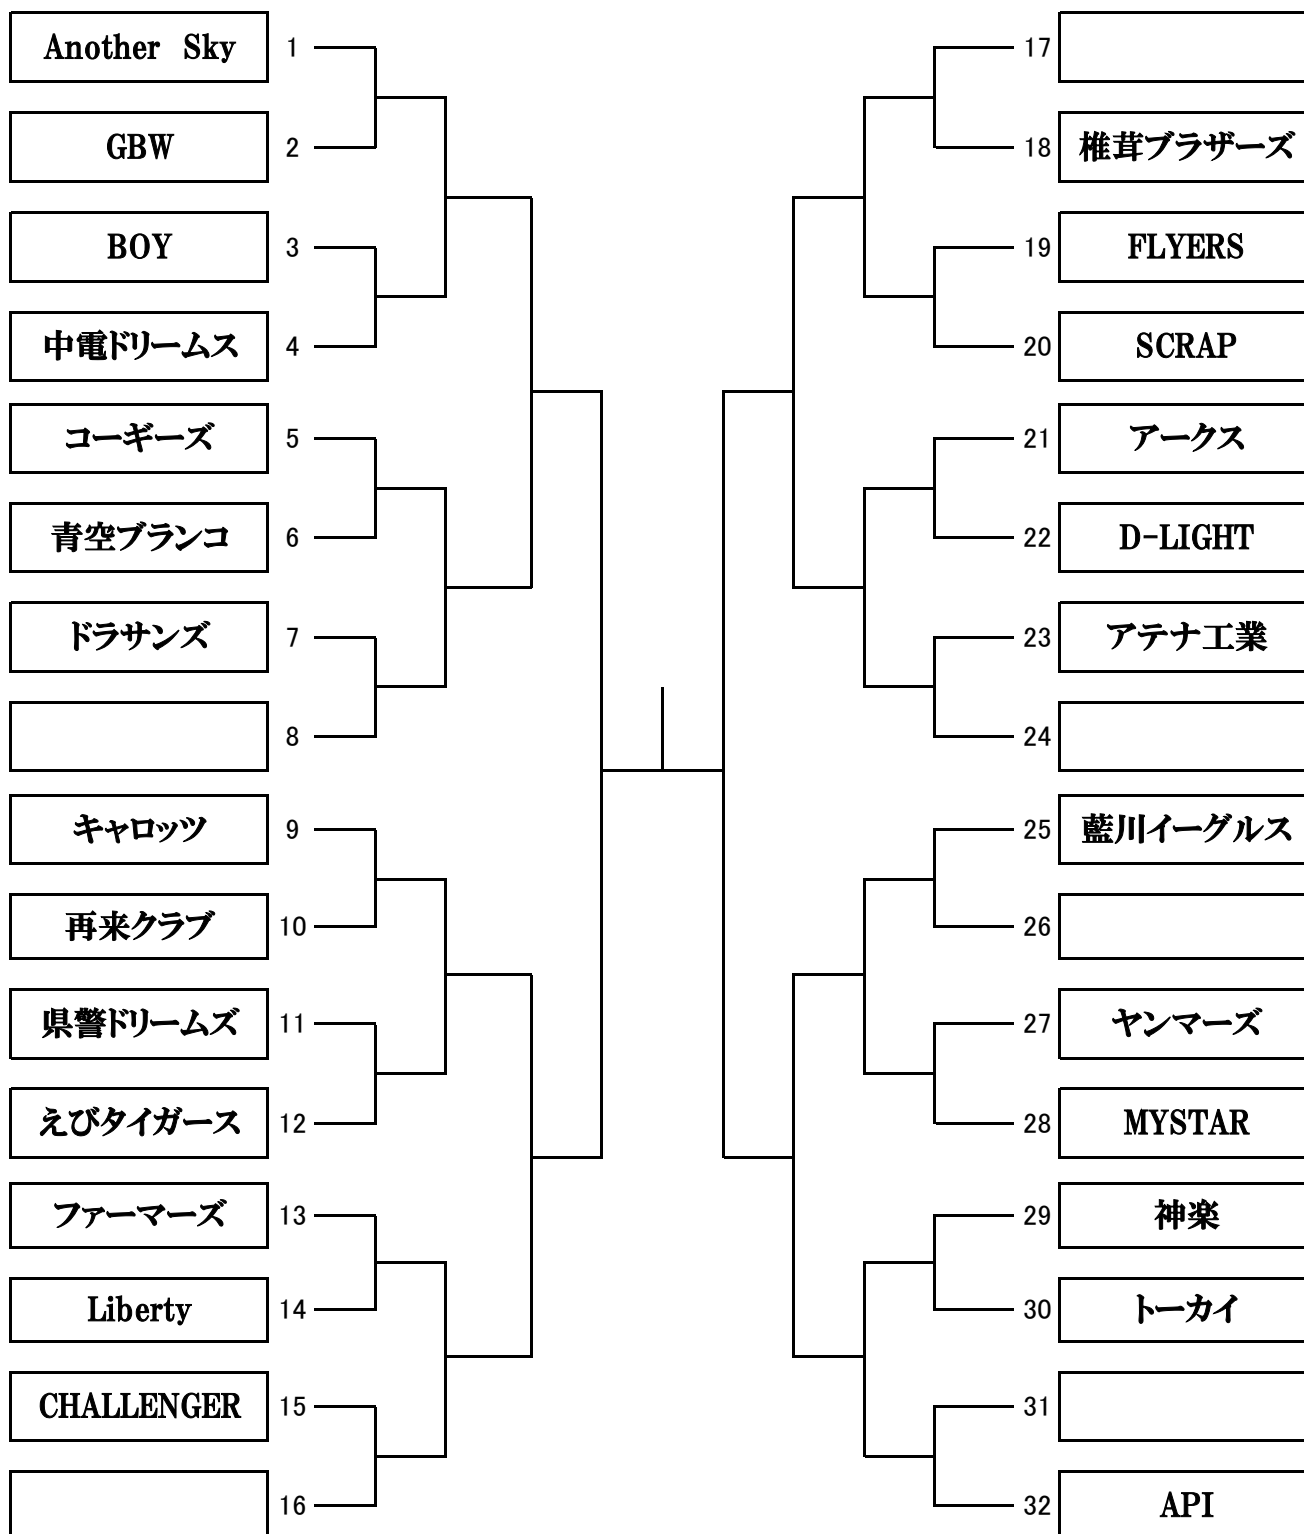 Another Sky 1
GBW 2
BOY 3
中電ドリームス 4
コーギーズ 5
青空ブランコ 6
ドラサンズ 7
8
キャロッツ 9
再来クラブ 10
県警ドリームズ 11
えびタイガース 12
ファーマーズ 13
Liberty 14
CHALLENGER 15
16
17
18 椎茸ブラザーズ
19 FLYERS
20 SCRAP
21 アークス
22 D-LIGHT
23 アテナ工業
24
25 藍川イーグルス
26
27 ヤンマーズ
28 MYSTAR
29 神楽
30 トーカイ
31
32 API